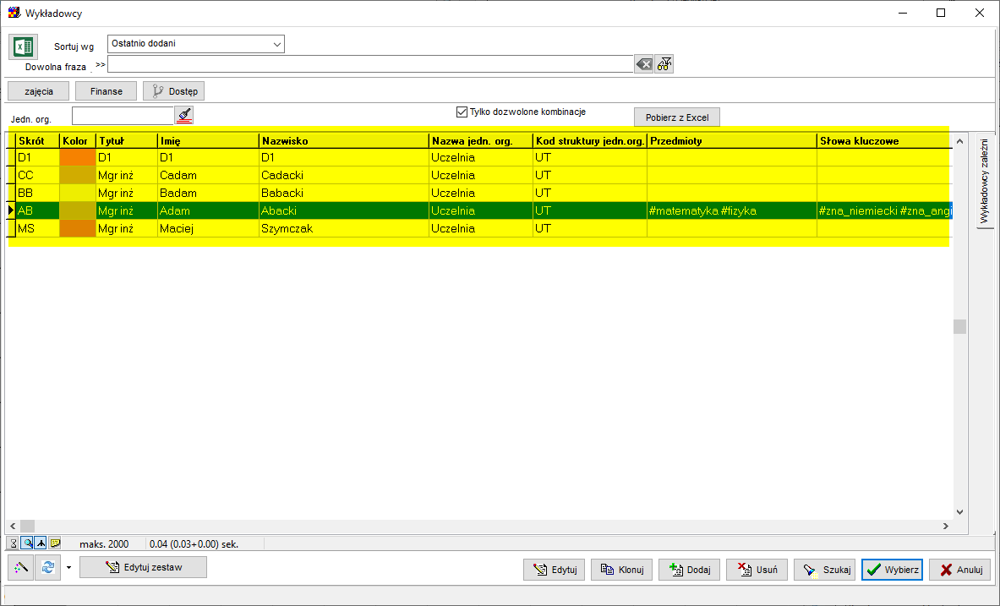 Wykładowcy
Sortuj wg Ostatnio dodani
Dowolna fraza >>
zajęcia Finanse Dostęp
Jedn. org. Tylko dozwolone kombinacje Pobierz z Excel
Skrót Kolor Tytuł Imię Nazwisko Nazwa jedn. org. Kod struktury jedn.org. Przedmioty Słowa kluczowe
D1 D1 D1 D1 Uczelnia UT
CC Mgr inż Cadam Cadacki Uczelnia UT
BB Mgr inż Badam Babacki Uczelnia UT
AB Mgr inż Adam Abacki Uczelnia UT #matematyka #fizyka #zna_niemiecki #zna_angi
MS Mgr inż Maciej Szymczak Uczelnia UT
Wykładowcy zależni
maks. 2000 0.04 (0.03+0.00) sek.
Edytuj zestaw Edytuj Klonuj Dodaj Usuń Szukaj Wybierz Anuluj